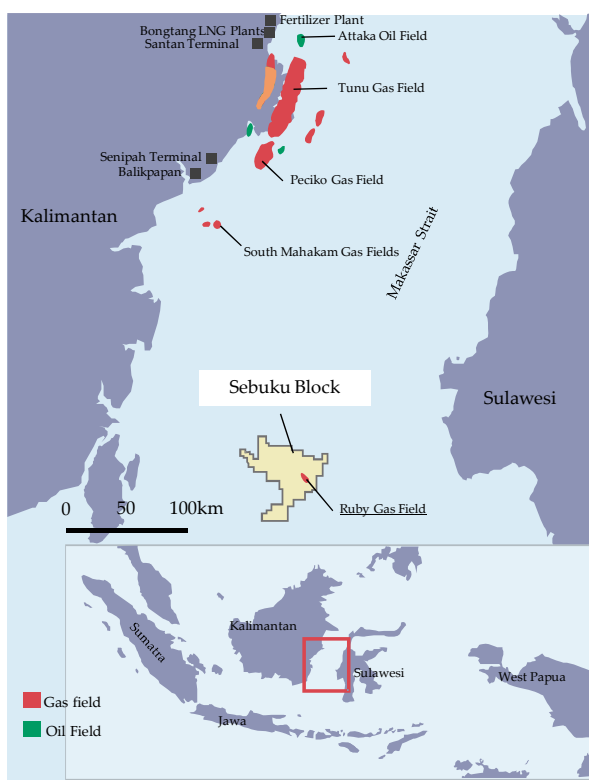 Fertilizer Plant
Bongtang LNG Plants
Attaka Oil Field
Santan Terminal
Tunu Gas Field
Senipah Terminal
Balikpapan
Peciko Gas Field
Kalimantan
Makassar Strait
South Mahakam Gas Fields
Sebuku Block
Sulawesi
0 50 100km
Ruby Gas Field
Kalimantan
Sumatra
Sulawesi
West Papua
Jawa
Gas field
Oil Field